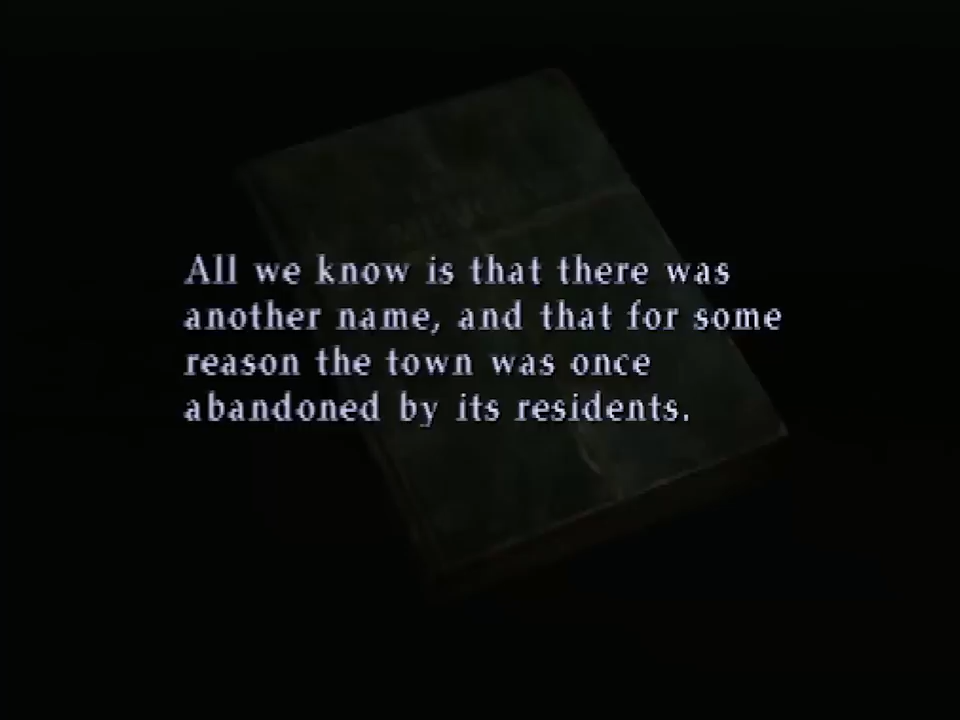 All we know is that there was
another name, and that for some
reason the town was once
abandoned by its residents.